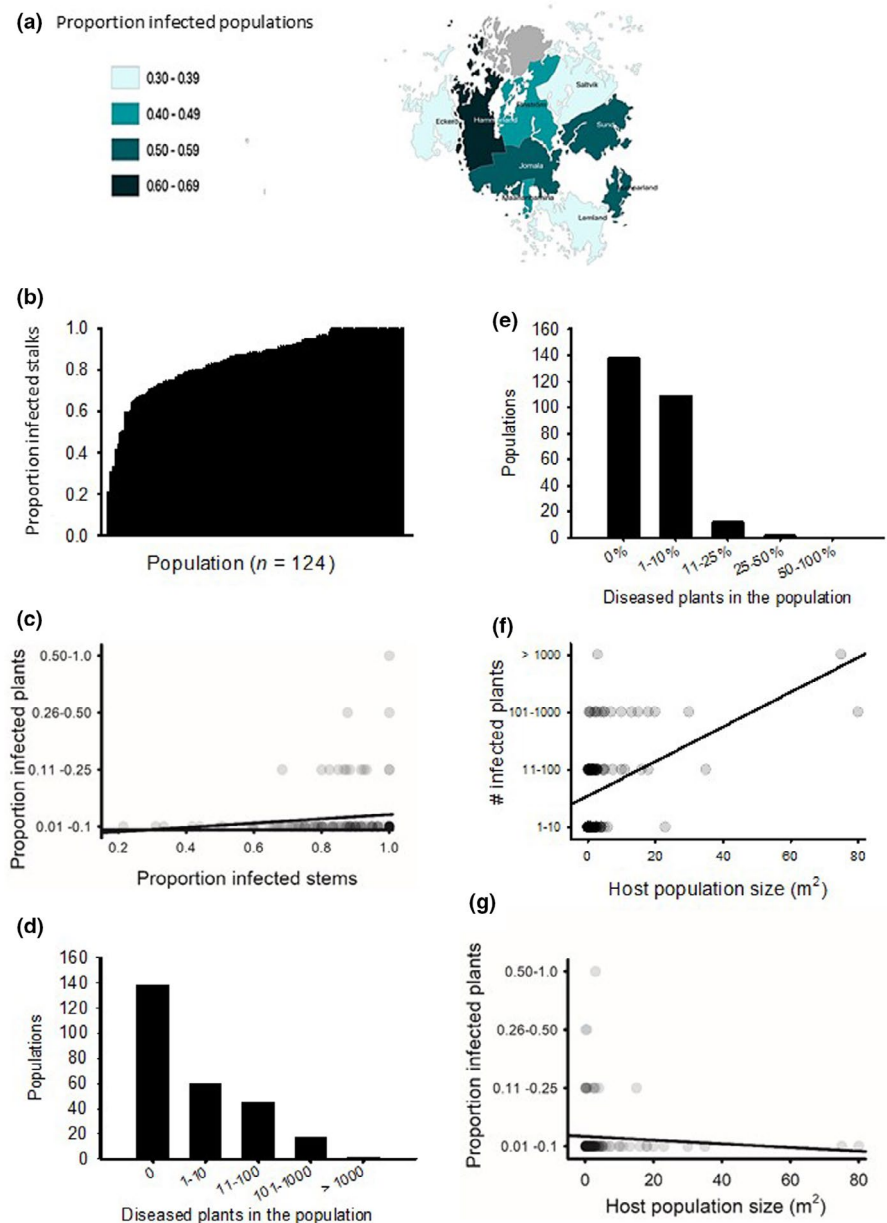 (a) Proportion infected populations
0.30 - 0.39
0.40 - 0.49
0.50 - 0.59
0.60 - 0.69
Eckerö
Hammarland
Saltvik
Sund
Jomala
Lemland
(b)
Proportion infected stalks
1.0
0.8
0.6
0.4
0.2
0.0
Population (n = 124)
(c)
Proportion infected plants
0.50-1.0
0.26-0.50
0.11 -0.25
0.01 -0.1
0.2 0.4 0.6 0.8 1.0
Proportion infected stems
(d)
Populations
160
140
120
100
80
60
40
20
0
0 1-10 11-100 101-1000 > 1000
Diseased plants in the population
(e)
Populations
160
140
120
100
80
60
40
20
0
0% 1-10% 11-25% 25-50% 50-100%
Diseased plants in the population
(f)
# infected plants
> 1000
101-1000
11-100
1-10
0 20 40 60 80
Host population size (m²)
(g)
Proportion infected plants
0.50-1.0
0.26-0.50
0.11 -0.25
0.01 -0.1
0 20 40 60 80
Host population size (m²)